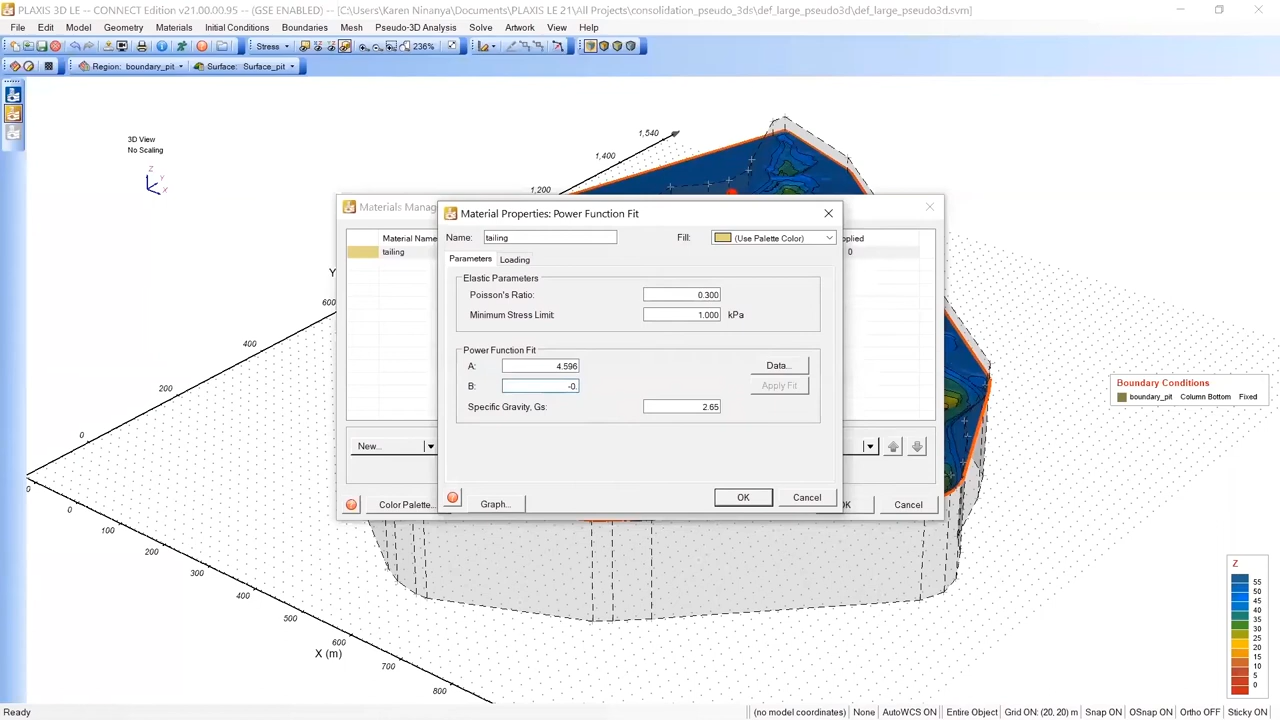 PLAXIS 3D LE - CONNECT Edition v21.00.00.95 - (GSE ENABLED) - [C:\Users\Karen Ninanya\Documents\PLAXIS LE 21\All Projects\consolidation_pseudo_3ds\def_large_pseudo3d\def_large_pseudo3d.svm]
File Edit Model Geometry Materials Initial Conditions Boundaries Mesh Pseudo-3D Analysis Solve Artwork View Help
Stress 236%
Region: boundary_pit Surface: Surface_pit
3D View
No Scaling
Z
Y
X
1,540
1,400
1,200
Y
600
400
200
0
0
0
100
200
300
400
500
600
700
800
X (m)
Materials Manag
Material Name
tailing
plied
0
New...
Color Palette...
OK
Cancel
Material Properties: Power Function Fit
Name: tailing Fill: (Use Palette Color)
Parameters Loading
Elastic Parameters
Poisson's Ratio: 0.300
Minimum Stress Limit: 1.000 kPa
Power Function Fit
A: 4.596 Data...
B: -0. Apply Fit
Specific Gravity, Gs: 2.65
Graph... OK Cancel
Boundary Conditions
boundary_pit Column Bottom Fixed
Z
55
50
45
40
35
30
25
20
15
10
5
0
Ready (no model coordinates) None AutoWCS ON Entire Object Grid ON: (20, 20) m Snap ON OSnap ON Ortho OFF Sticky ON